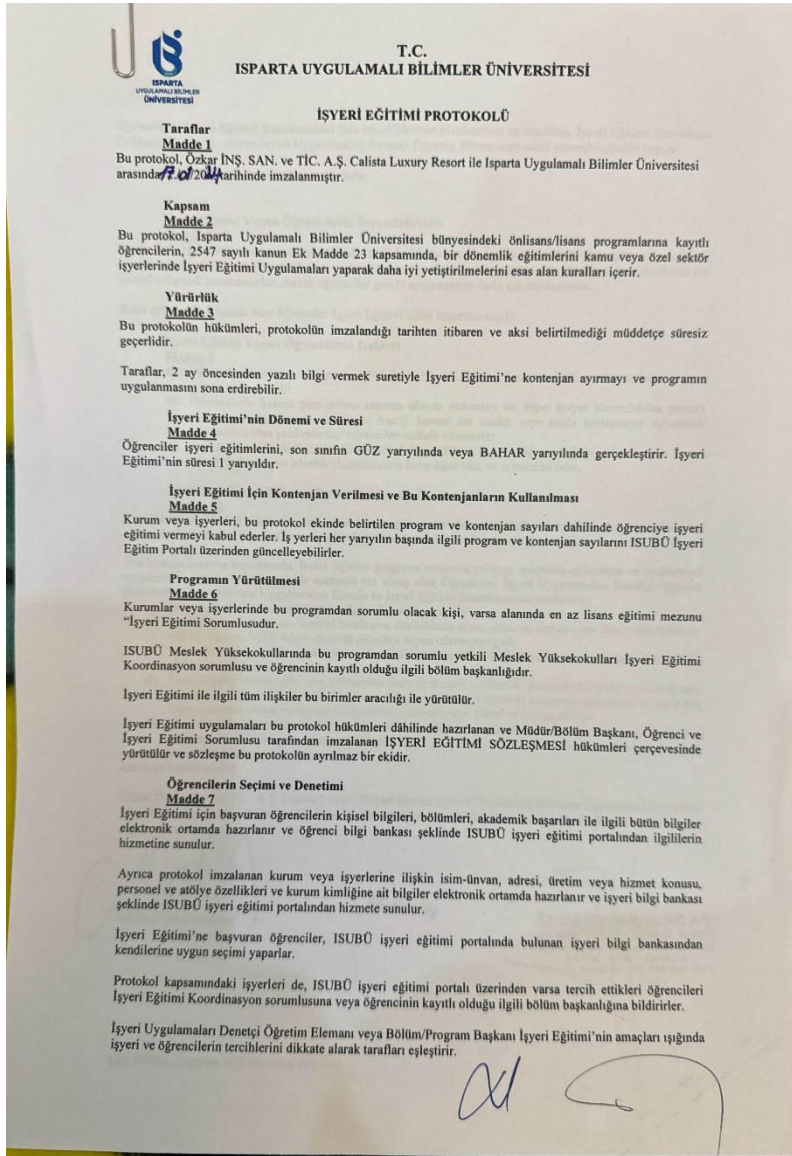 ISPARTA
UYGULAMALI BİLİMLER
ÜNİVERSİTESİ
T.C.
ISPARTA UYGULAMALI BİLİMLER ÜNİVERSİTESİ
İŞYERİ EĞİTİMİ PROTOKOLÜ
Taraflar
Madde 1
Bu protokol, Özkar İNŞ. SAN. ve TİC. A.Ş. Calista Luxury Resort ile Isparta Uygulamalı Bilimler Üniversitesi
arasında tarihinde imzalanmıştır.
Kapsam
Madde 2
Bu protokol, Isparta Uygulamalı Bilimler Üniversitesi bünyesindeki önlisans/lisans programlarına kayıtlı
öğrencilerin, 2547 sayılı kanun Ek Madde 23 kapsamında, bir dönemlik eğitimlerini kamu veya özel sektör
işyerlerinde İşyeri Eğitimi Uygulamaları yaparak daha iyi yetiştirilmelerini esas alan kuralları içerir.
Yürürlük
Madde 3
Bu protokolün hükümleri, protokolün imzalandığı tarihten itibaren ve aksi belirtilmediği müddetçe süresiz
geçerlidir.
Taraflar, 2 ay öncesinden yazılı bilgi vermek suretiyle İşyeri Eğitimi'ne kontenjan ayırmayı ve programın
uygulanmasını sona erdirebilir.
İşyeri Eğitimi'nin Dönemi ve Süresi
Madde 4
Öğrenciler işyeri eğitimlerini, son sınıfın GÜZ yarıyılında veya BAHAR yarıyılında gerçekleştirir. İşyeri
Eğitimi'nin süresi 1 yarıyıldır.
İşyeri Eğitimi İçin Kontenjan Verilmesi ve Bu Kontenjanların Kullanılması
Madde 5
Kurum veya işyerleri, bu protokol ekinde belirtilen program ve kontenjan sayıları dahilinde öğrenciye işyeri
eğitimi vermeyi kabul ederler. İş yerleri her yarıyılın başında ilgili program ve kontenjan sayılarını ISUBÜ İşyeri
Eğitim Portalı üzerinden güncelleyebilirler.
Programın Yürütülmesi
Madde 6
Kurumlar veya işyerlerinde bu programdan sorumlu olacak kişi, varsa alanında en az lisans eğitimi mezunu
"İşyeri Eğitimi Sorumlusudur.
ISUBÜ Meslek Yüksekokullarında bu programdan sorumlu yetkili Meslek Yüksekokulları İşyeri Eğitimi
Koordinasyon sorumlusu ve öğrencinin kayıtlı olduğu ilgili bölüm başkanlığıdır.
İşyeri Eğitimi ile ilgili tüm ilişkiler bu birimler aracılığı ile yürütülür.
İşyeri Eğitimi uygulamaları bu protokol hükümleri dâhilinde hazırlanan ve Müdür/Bölüm Başkanı, Öğrenci ve
İşyeri Eğitimi Sorumlusu tarafından imzalanan İŞYERİ EĞİTİMİ SÖZLEŞMESİ hükümleri çerçevesinde
yürütülür ve sözleşme bu protokolün ayrılmaz bir ekidir.
Öğrencilerin Seçimi ve Denetimi
Madde 7
İşyeri Eğitimi için başvuran öğrencilerin kişisel bilgileri, bölümleri, akademik başarıları ile ilgili bütün bilgiler
elektronik ortamda hazırlanır ve öğrenci bilgi bankası şeklinde ISUBÜ işyeri eğitimi portalından ilgililerin
hizmetine sunulur.
Ayrıca protokol imzalanan kurum veya işyerlerine ilişkin isim-ünvan, adresi, üretim veya hizmet konusu,
personel ve atölye özellikleri ve kurum kimliğine ait bilgiler elektronik ortamda hazırlanır ve işyeri bilgi bankası
şeklinde ISUBÜ işyeri eğitimi portalından hizmete sunulur.
İşyeri Eğitimi'ne başvuran öğrenciler, ISUBÜ işyeri eğitimi portalında bulunan işyeri bilgi bankasından
kendilerine uygun seçimi yaparlar.
Protokol kapsamındaki işyerleri de, ISUBÜ işyeri eğitimi portalı üzerinden varsa tercih ettikleri öğrencileri
İşyeri Eğitimi Koordinasyon sorumlusuna veya öğrencinin kayıtlı olduğu ilgili bölüm başkanlığına bildirirler.
İşyeri Uygulamaları Denetçi Öğretim Elemanı veya Bölüm/Program Başkanı İşyeri Eğitimi'nin amaçları ışığında
işyeri ve öğrencilerin tercihlerini dikkate alarak tarafları eşleştirir.